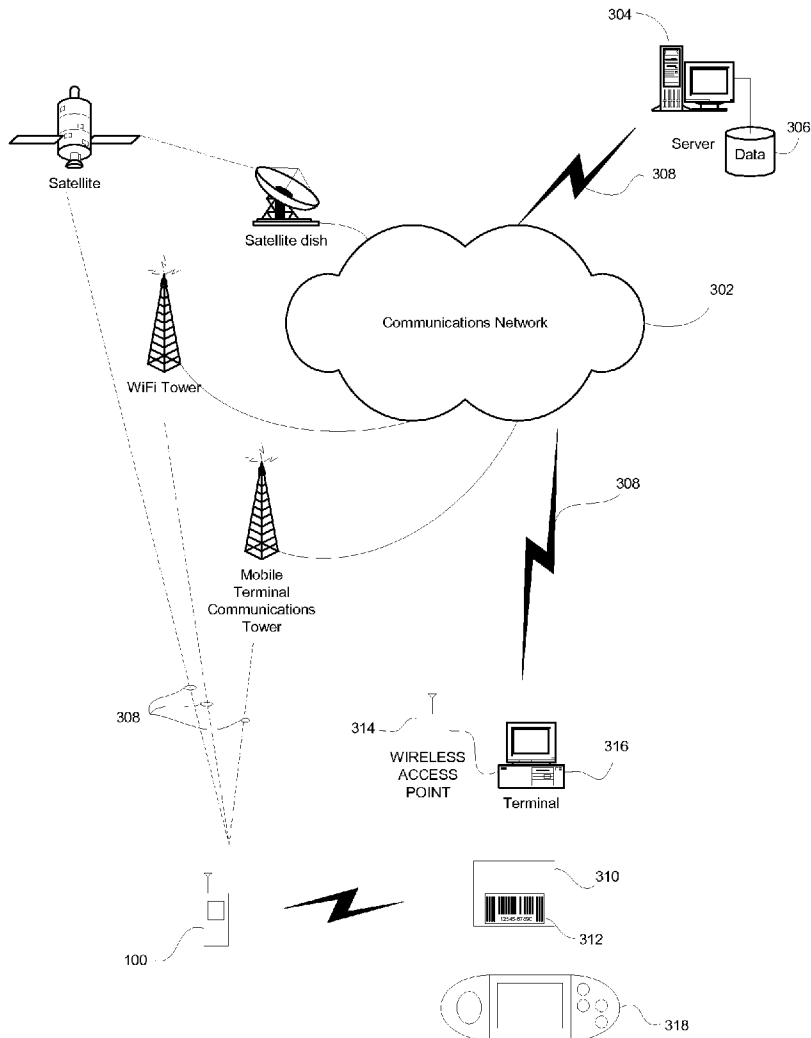 304
Server
Data
306
308
Satellite
Satellite dish
302
Communications Network
WiFi Tower
308
Mobile
Terminal
Communications
Tower
308
314
WIRELESS
ACCESS
POINT
316
Terminal
310
312
100
318